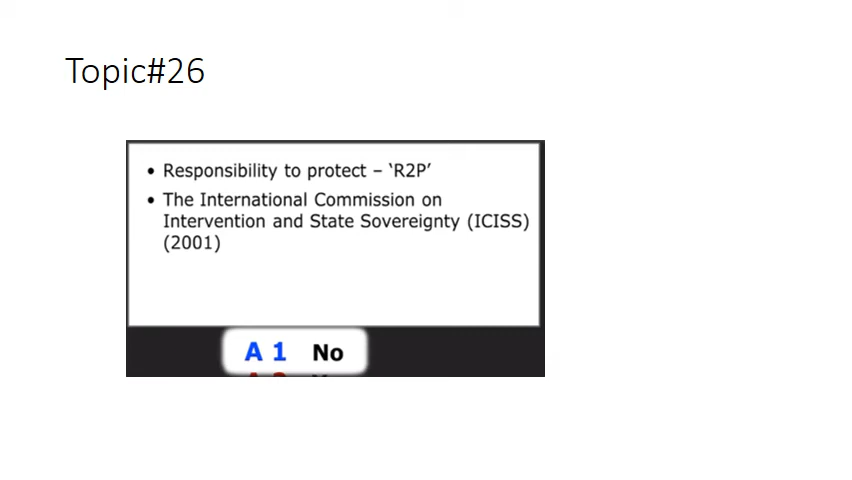 Topic#26
• Responsibility to protect – ‘R2P’
• The International Commission on
Intervention and State Sovereignty (ICISS)
(2001)
A 1 No